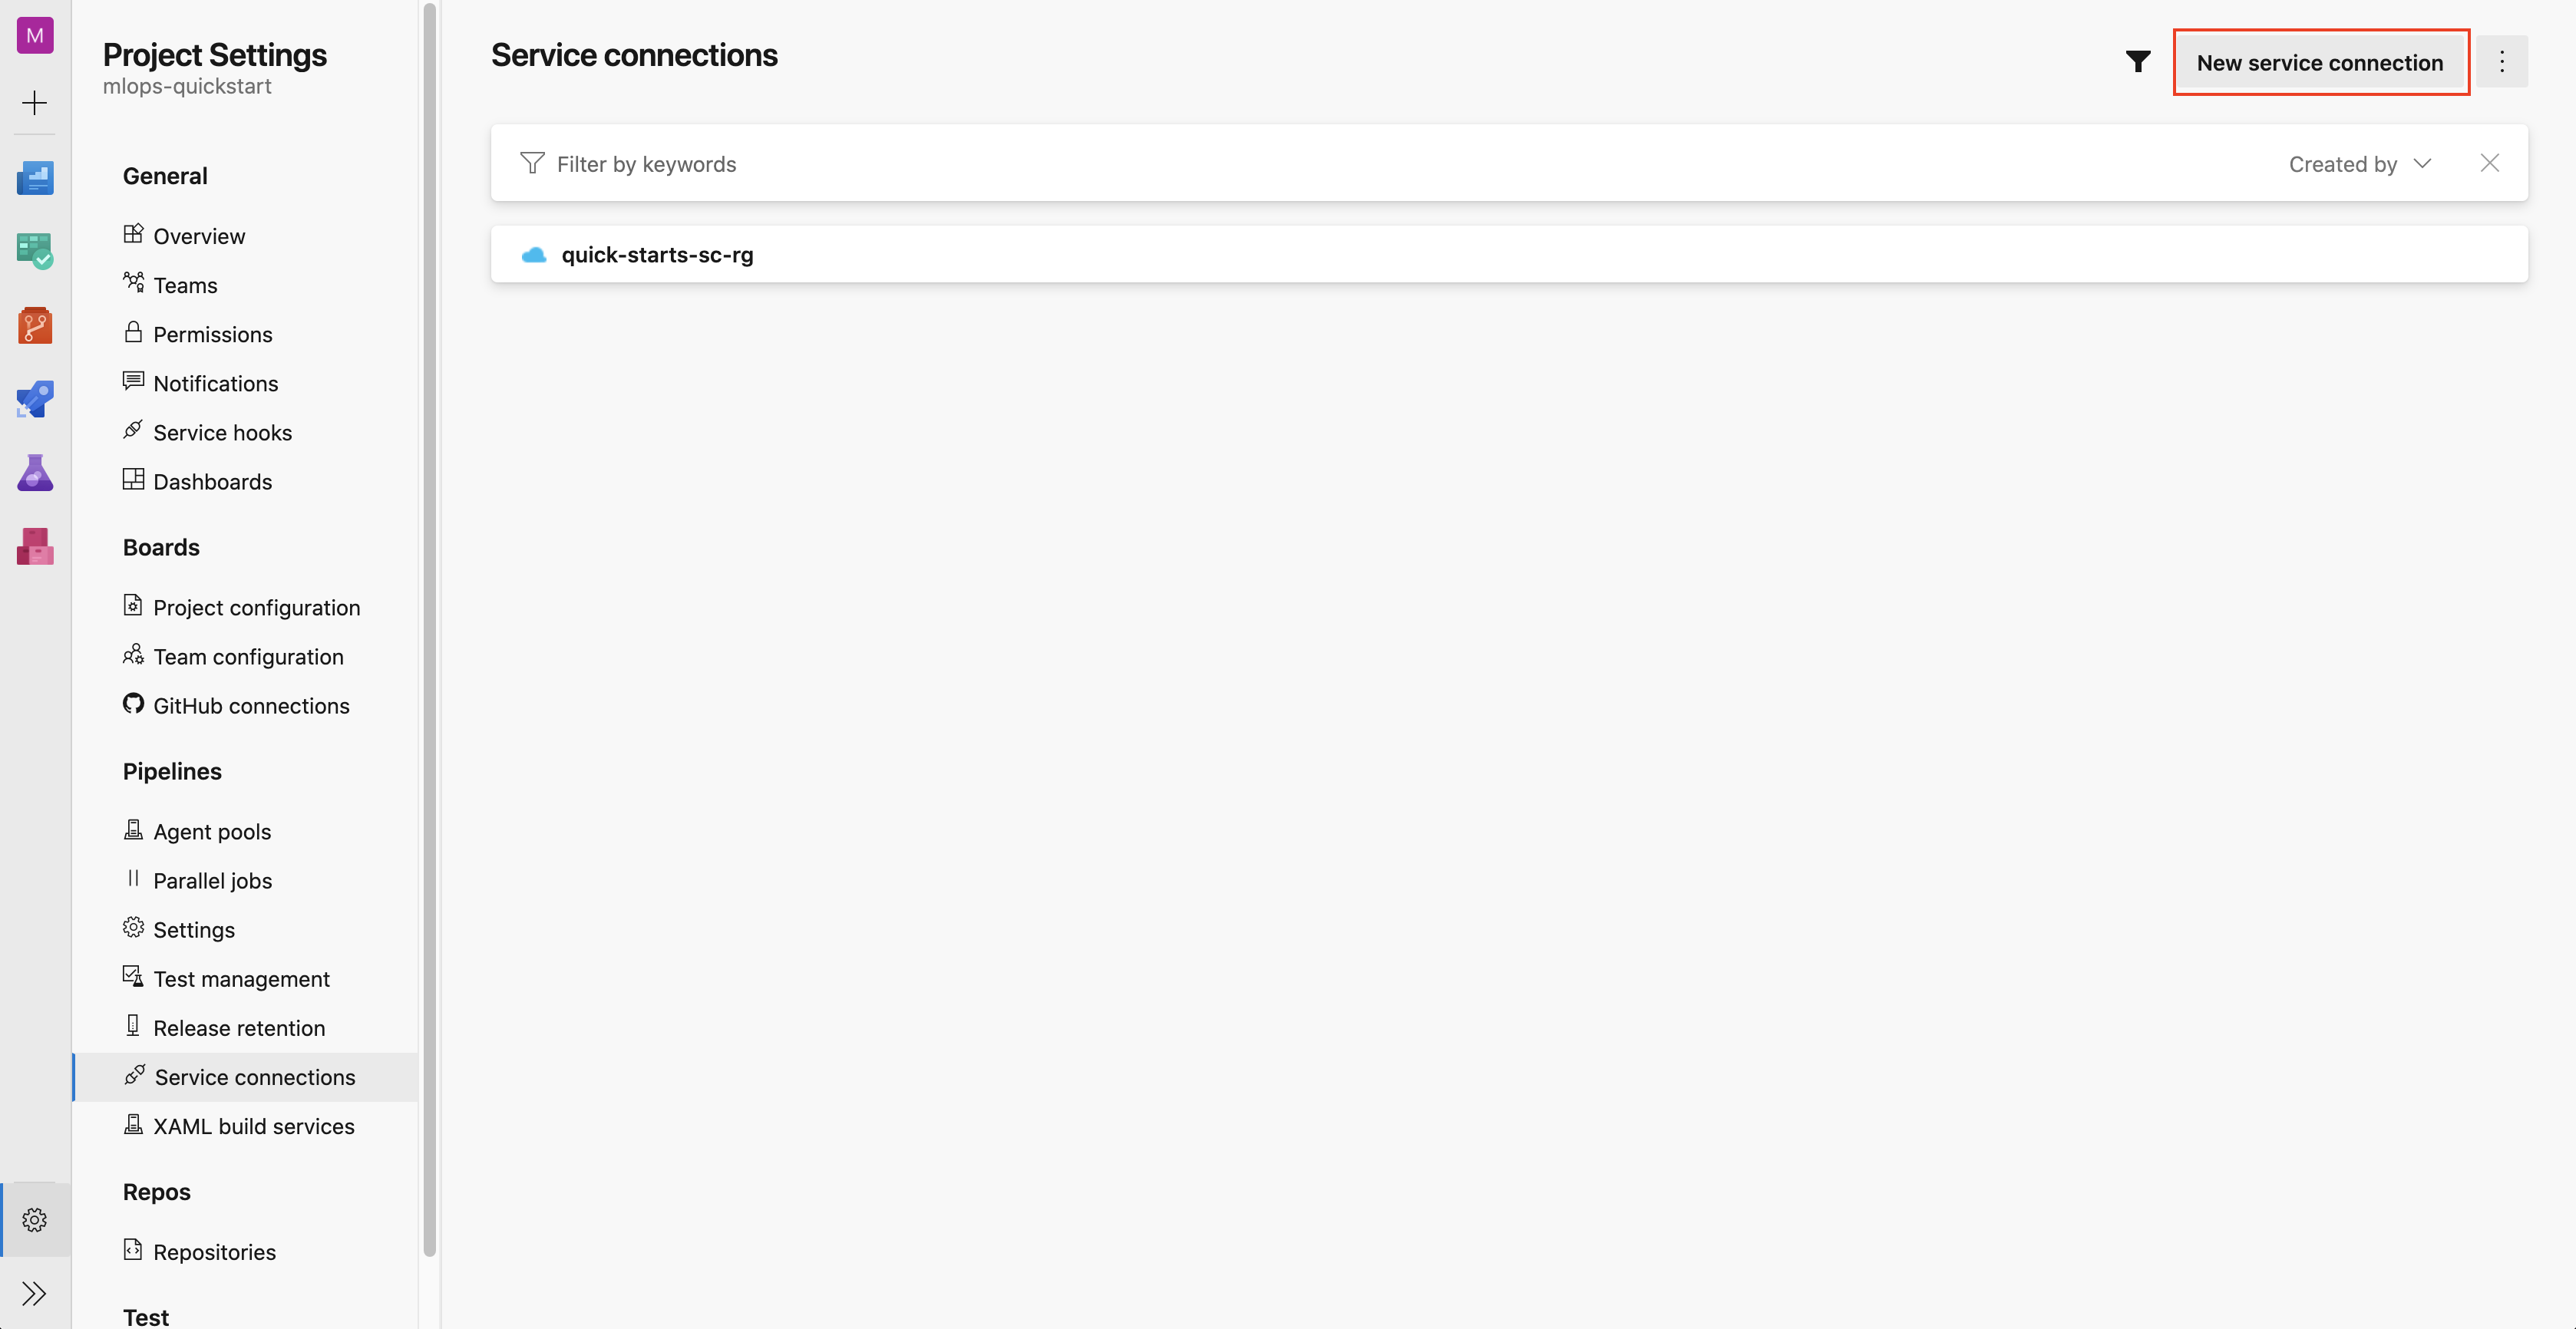 M
Project Settings
mlops-quickstart
General
Overview
Teams
Permissions
Notifications
Service hooks
Dashboards
Boards
Project configuration
Team configuration
GitHub connections
Pipelines
Agent pools
Parallel jobs
Settings
Test management
Release retention
Service connections
XAML build services
Repos
Repositories
Test
Service connections
New service connection
Filter by keywords
Created by
quick-starts-sc-rg